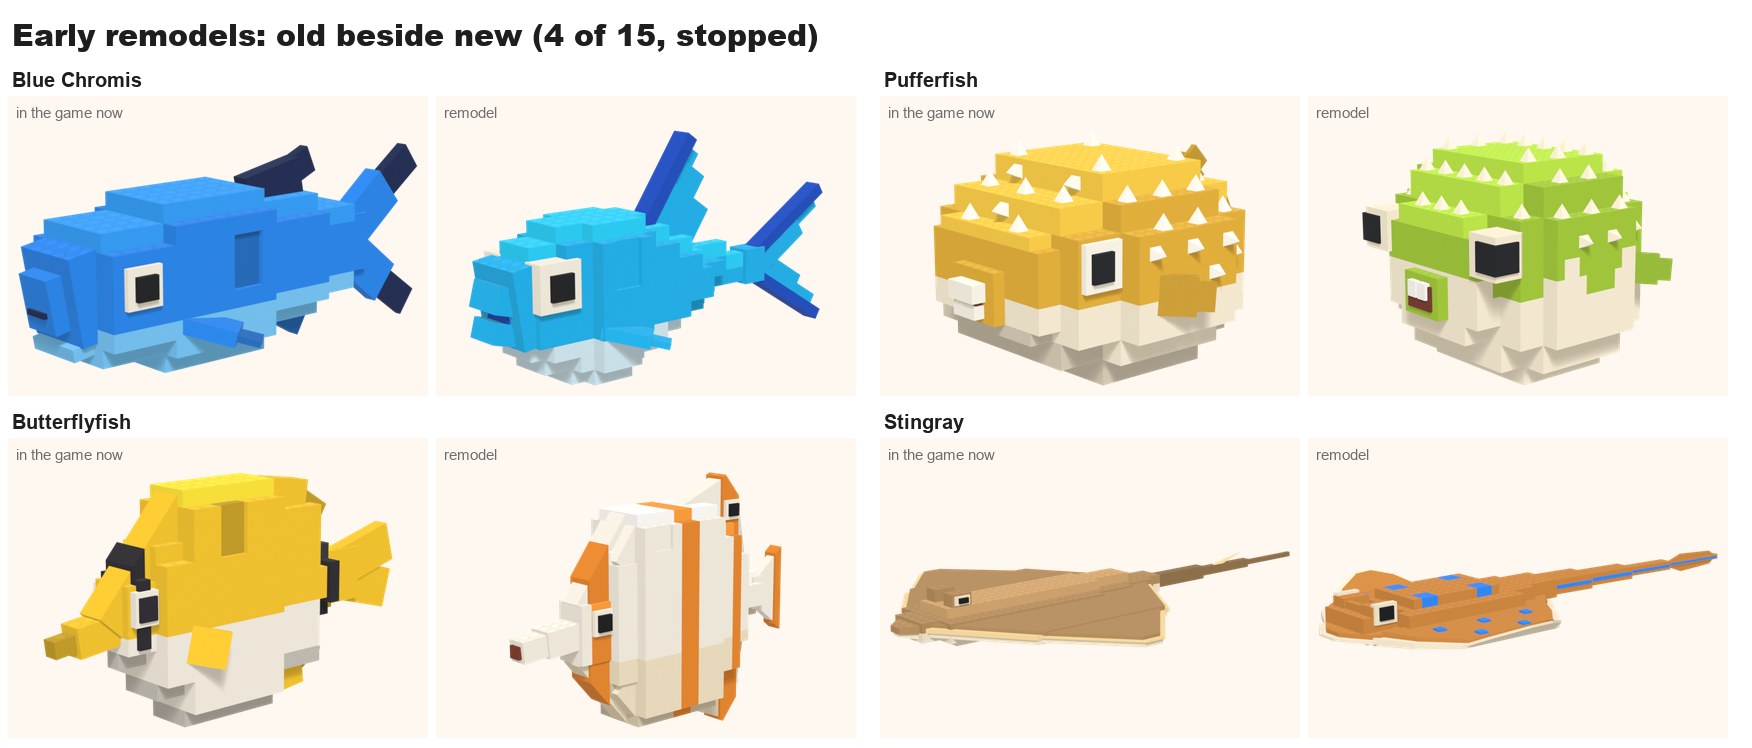 Early remodels: old beside new (4 of 15, stopped)
Blue Chromis
in the game now
remodel
Pufferfish
in the game now
remodel
Butterflyfish
in the game now
remodel
Stingray
in the game now
remodel